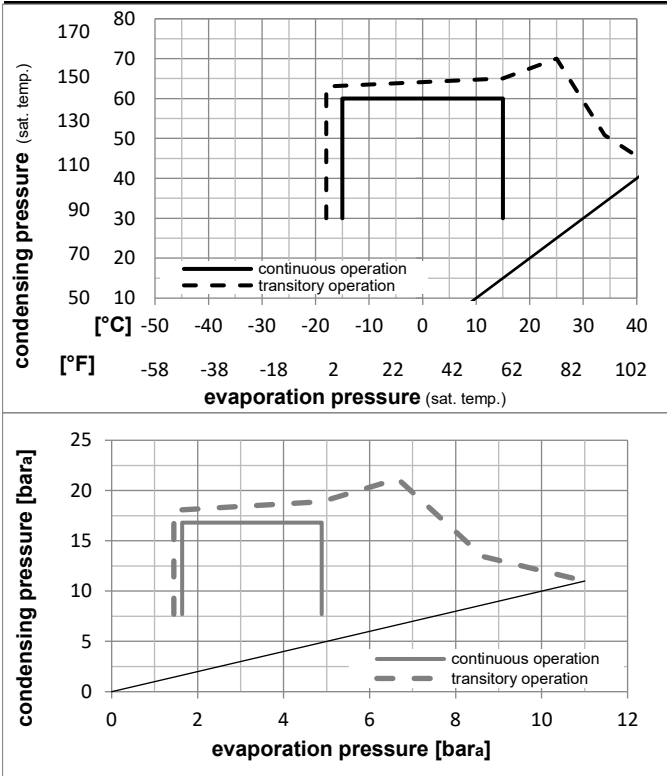 condensing pressure (sat. temp.)
170 80
150 70
60
130 50
110 40
90 30
70 20
50 10
continuous operation
transitory operation
[°C] -50 -40 -30 -20 -10 0 10 20 30 40
[°F] -58 -38 -18 2 22 42 62 82 102
evaporation pressure (sat. temp.)
condensing pressure [bara]
25
20
15
10
5
0
continuous operation
transitory operation
0 2 4 6 8 10 12
evaporation pressure [bara]